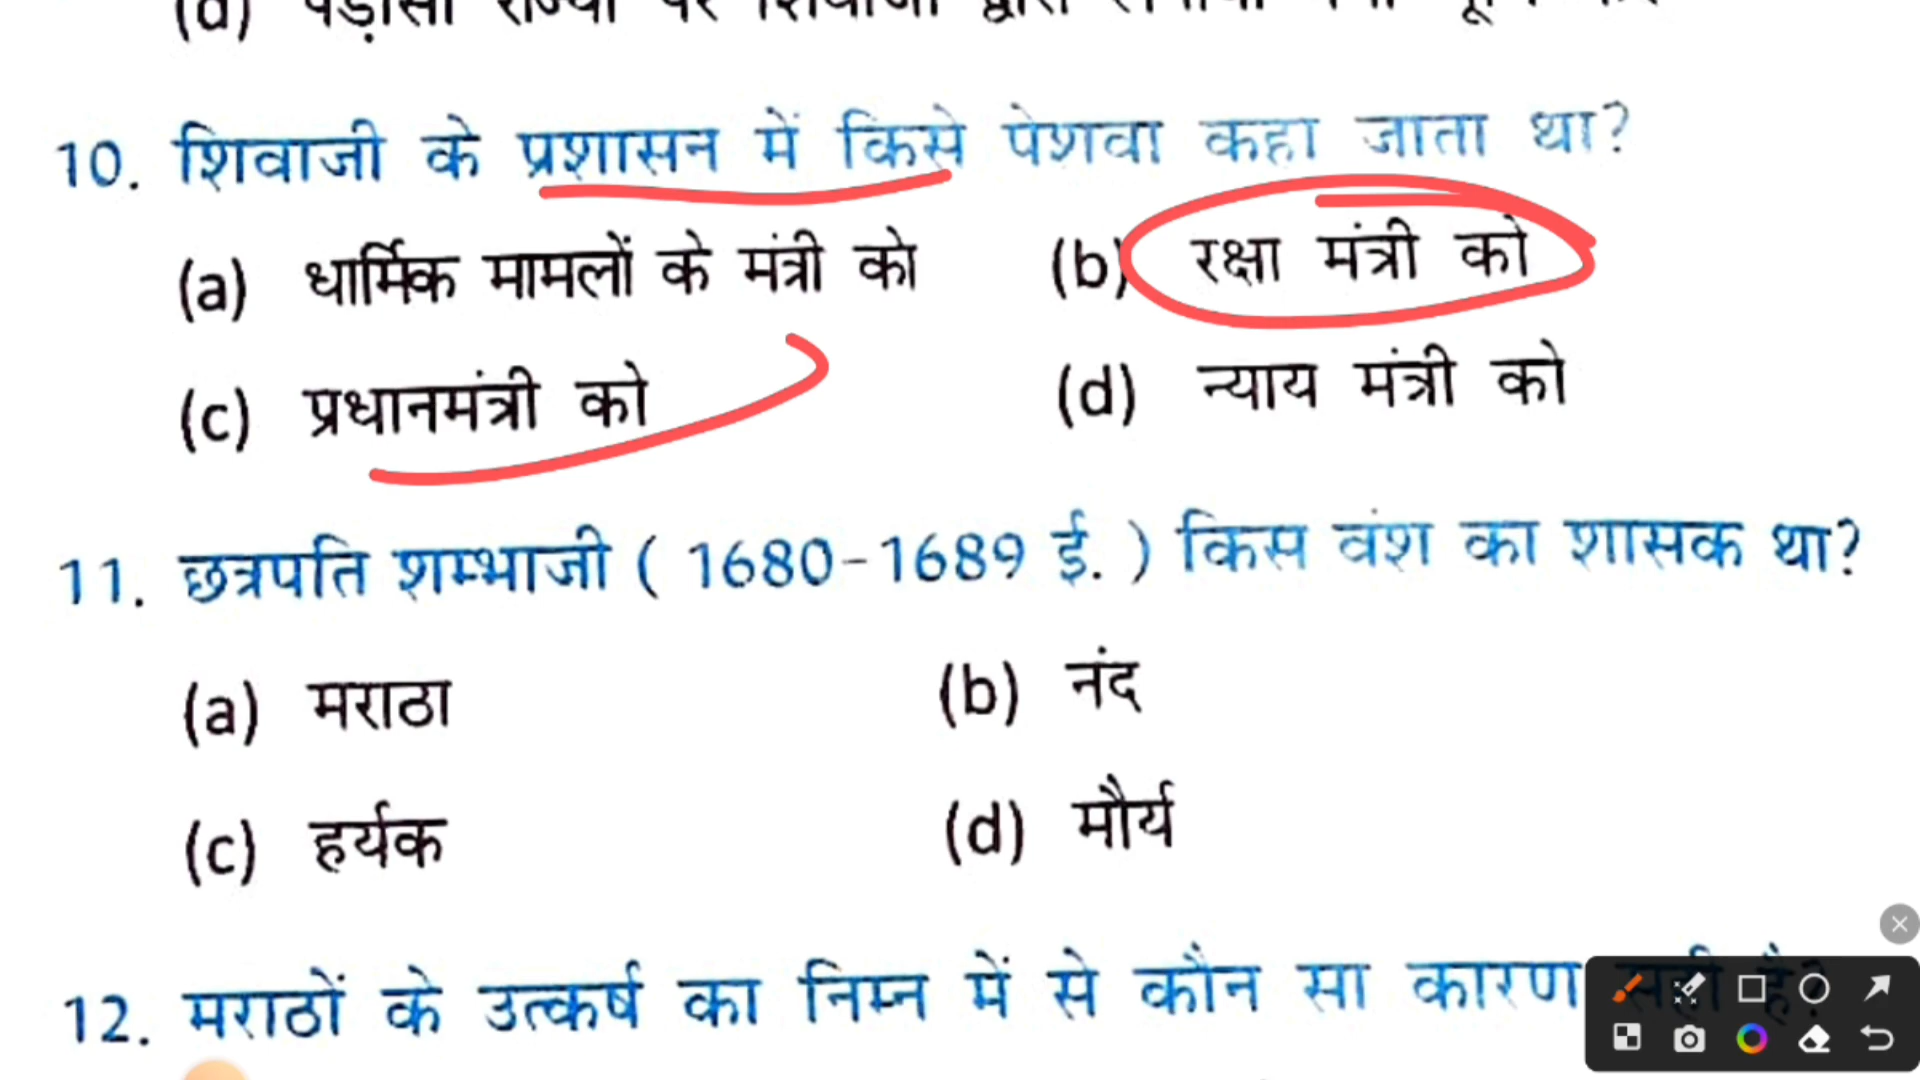 10. शिवाजी के प्रशासन में किसे पेशवा कहा जाता था?
(a) धार्मिक मामलों के मंत्री को (b) रक्षा मंत्री को
(c) प्रधानमंत्री को (d) न्याय मंत्री को
11. छत्रपति शम्भाजी ( 1680-1689 ई. ) किस वंश का शासक था?
(a) मराठा (b) नंद
(c) हर्यक (d) मौर्य
12. मराठों के उत्कर्ष का निम्न में से कौन सा कारण सही है?